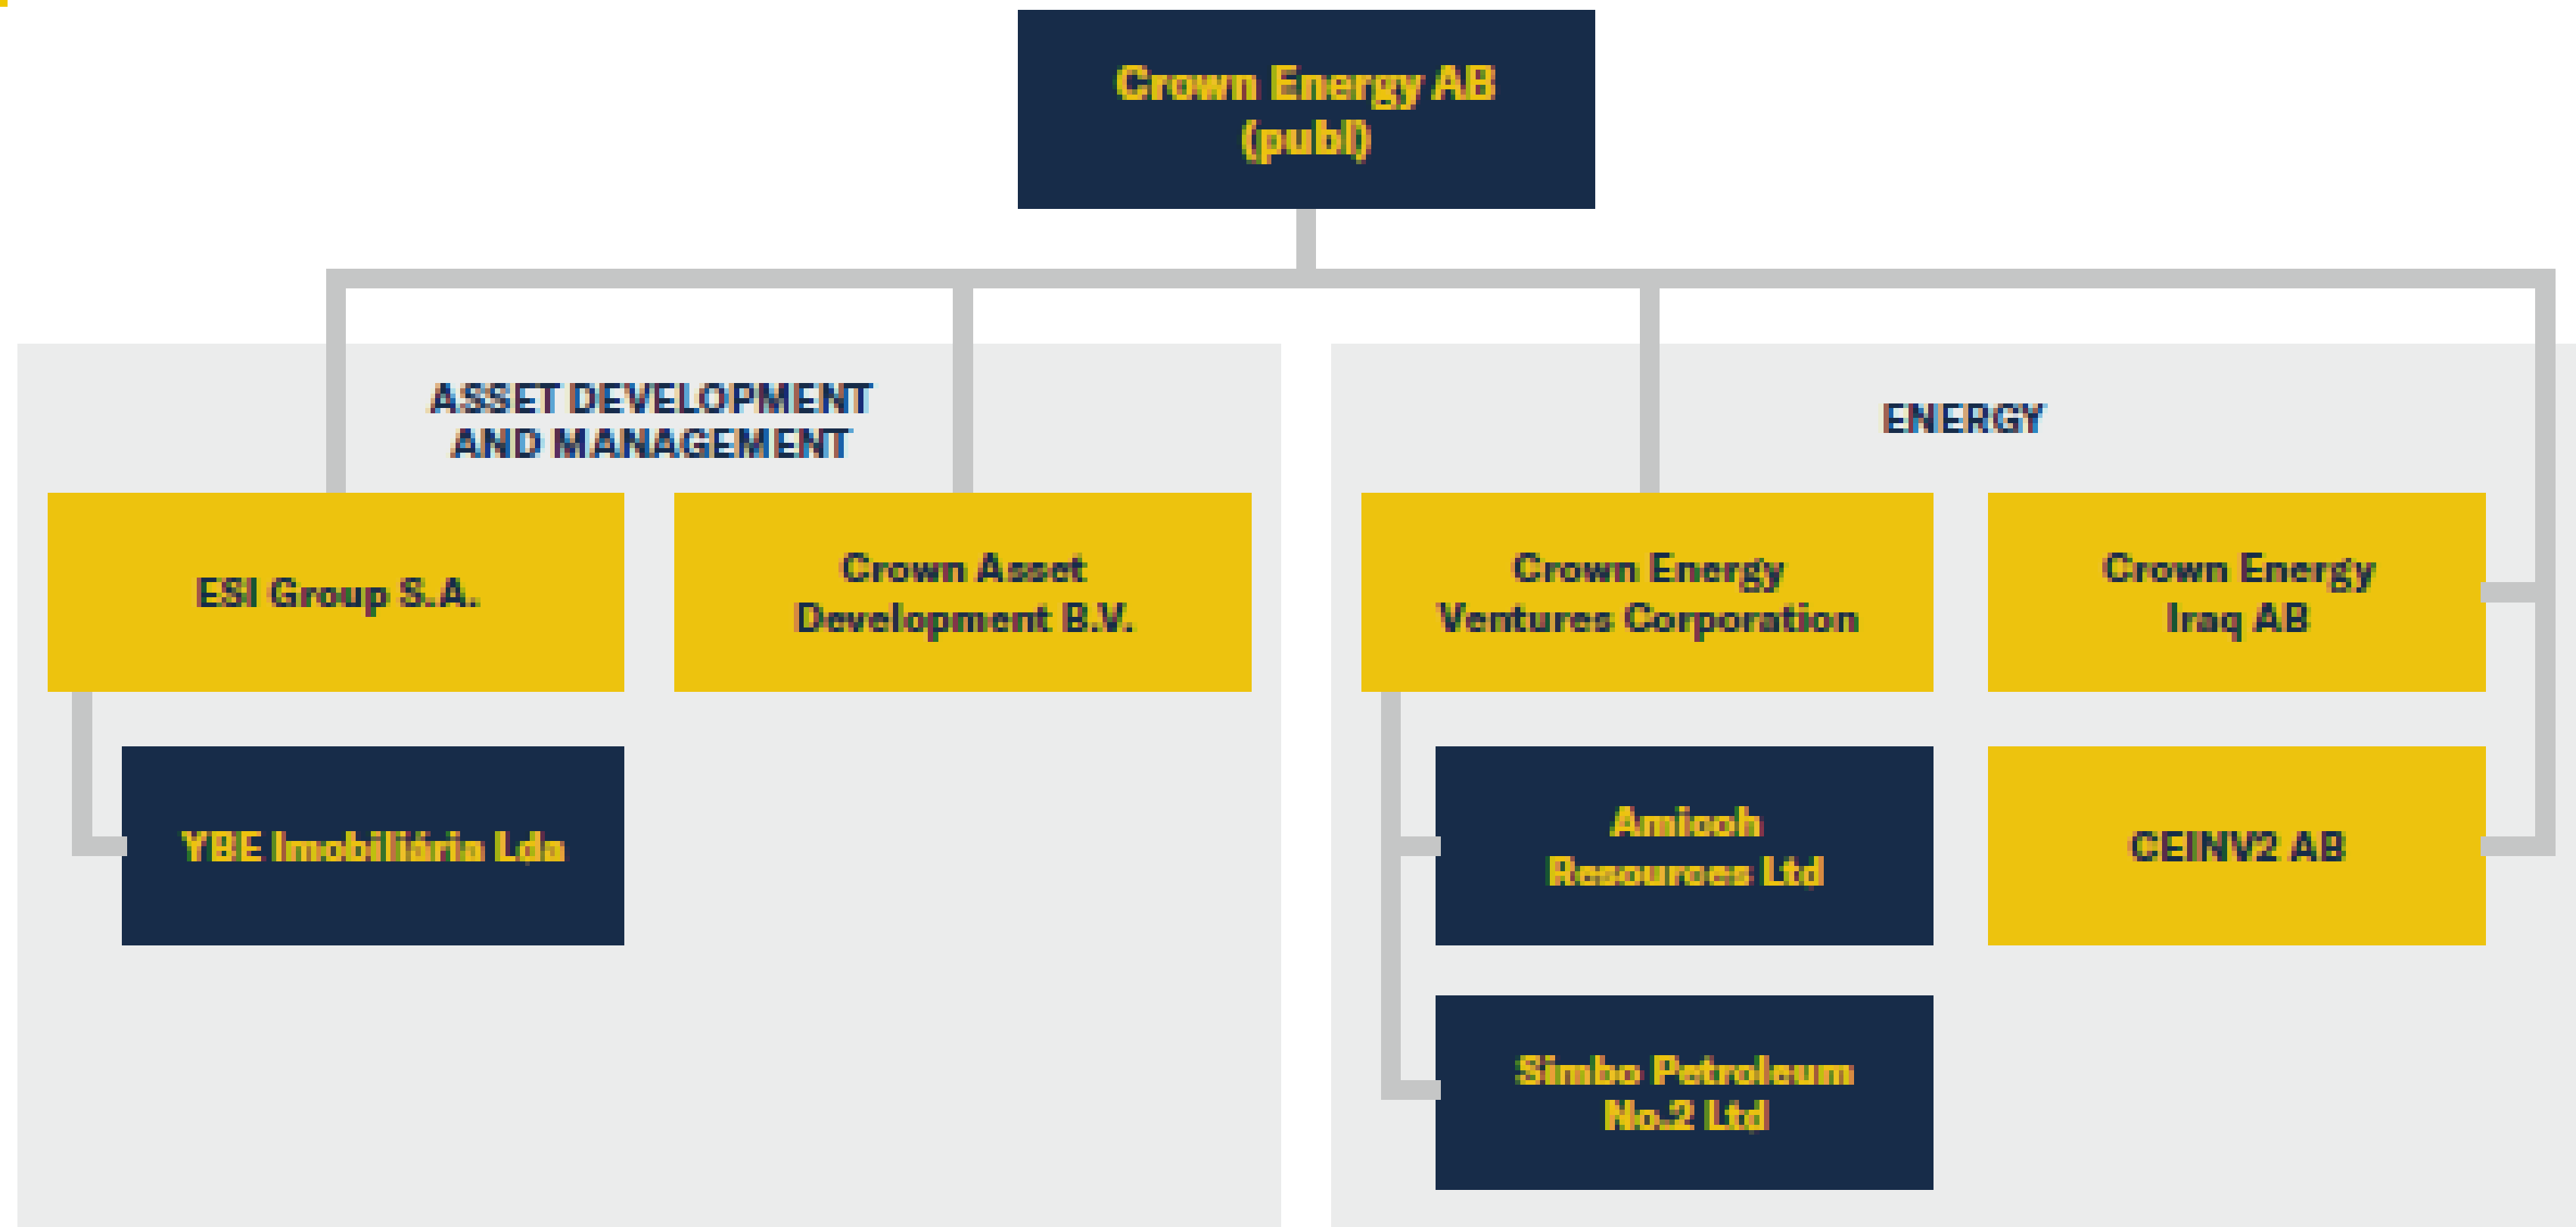 Crown Energy AB
(publ)
ASSET DEVELOPMENT
AND MANAGEMENT
ENERGY
ESI Group S.A.
Crown Asset
Development B.V.
Crown Energy
Ventures Corporation
Crown Energy
Iraq AB
YBE Imobiliária Lda
Amicoh
Resources Ltd
CEINV2 AB
Simbo Petroleum
No.2 Ltd